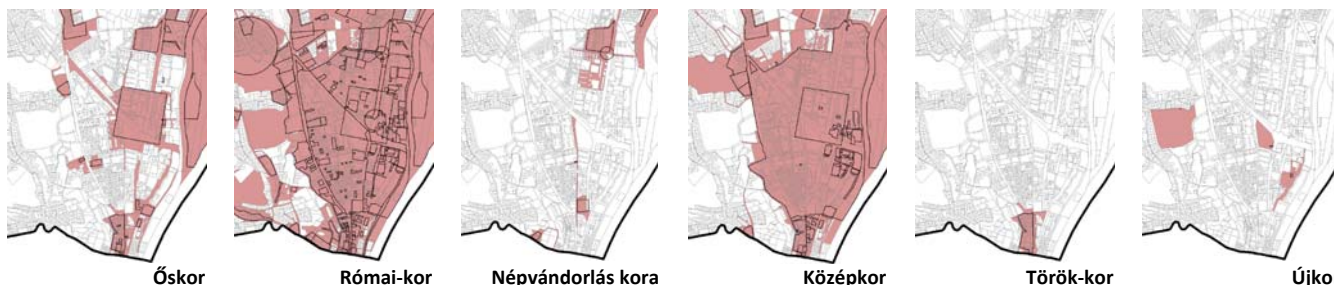 Őskor
Római-kor
Népvándorlás kora
Középkor
Török-kor
Újko